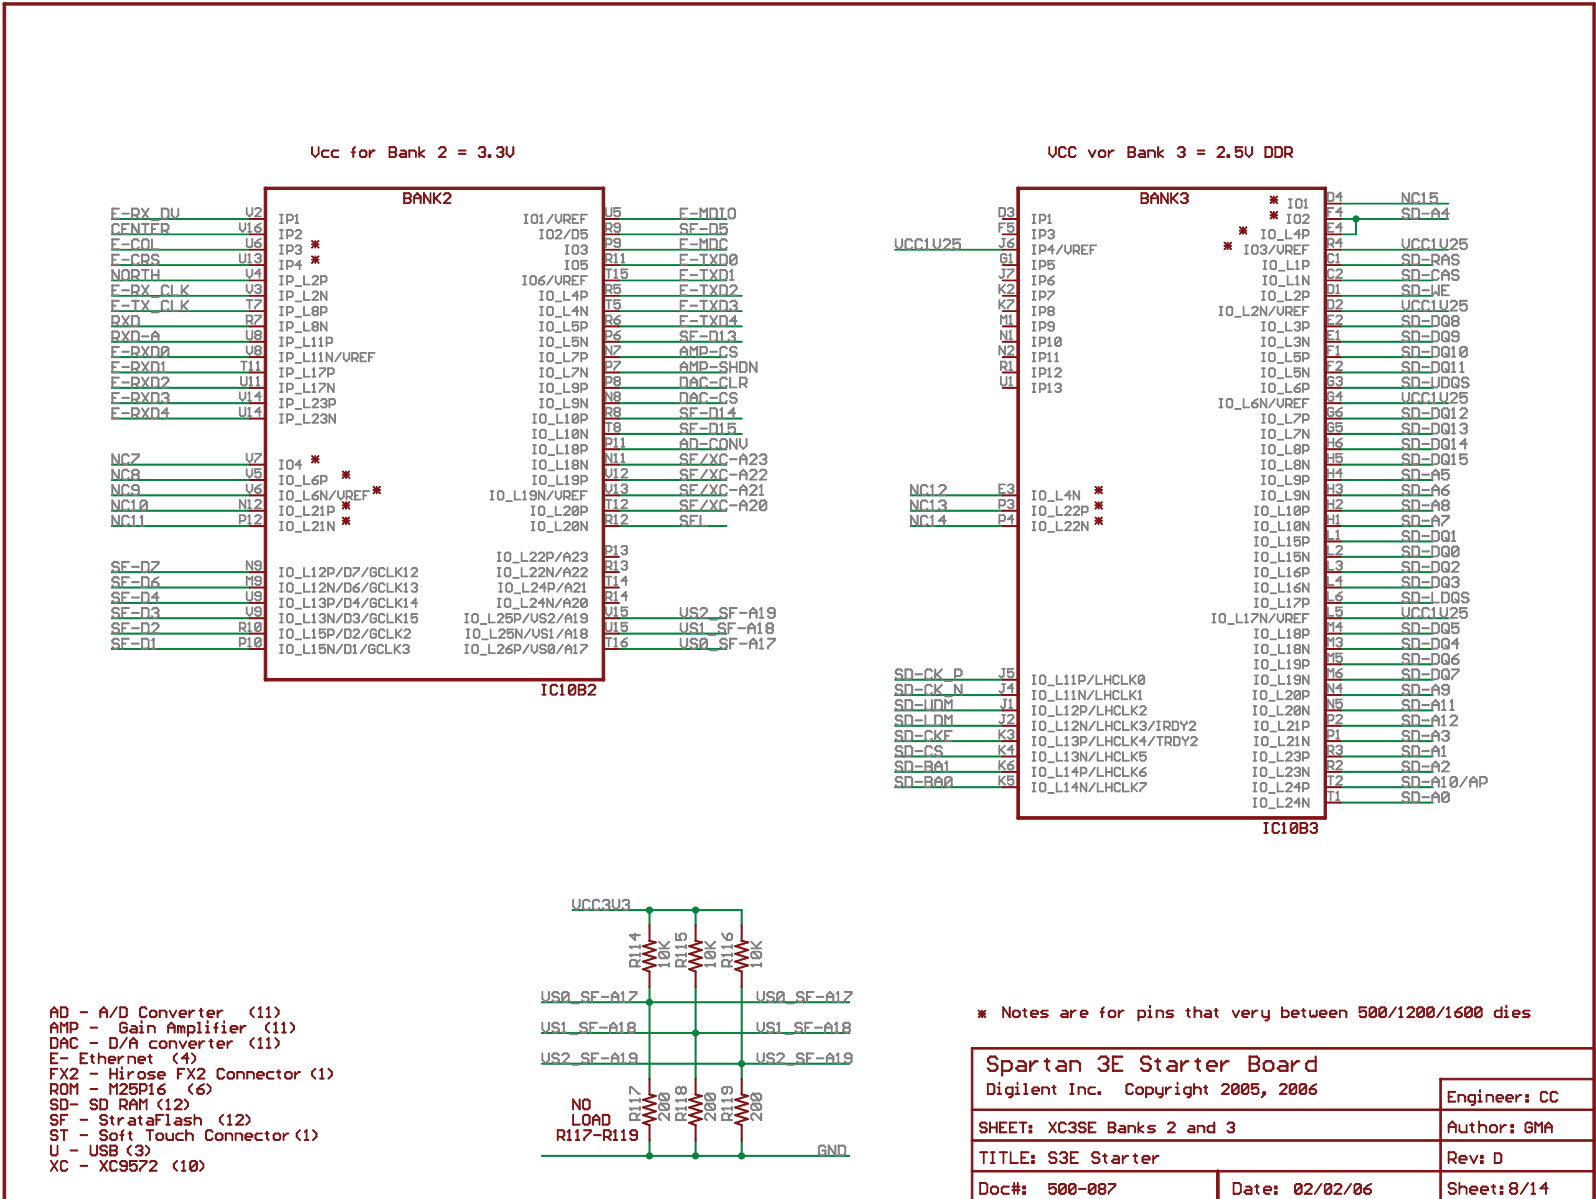 Vcc for Bank 2 = 3.3V
BANK2
E-RX_DV V2 IP1 IO1/VREF U5 E-MDIO
CENTER V16 IP2 IO2/D5 R9 SF-D5
E-COL U6 IP3 * IO3 P9 E-MDC
E-CRS U13 IP4 * IO5 R11 E-TXD0
NORTH V4 IP_L2P IO6/VREF T15 E-TXD1
E-RX_CLK V3 IP_L2N IO_L4P R5 E-TXD2
E-TX_CLK T7 IP_L8P IO_L4N T5 E-TXD3
RXD R7 IP_L8N IO_L5P R6 E-TXD4
RXD-A U8 IP_L11P IO_L5N P6 SF-D13
E-RXD0 V8 IP_L11N/VREF IO_L7P N7 AMP-CS
E-RXD1 T11 IP_L17P IO_L7N P7 AMP-SHDN
E-RXD2 U11 IP_L17N IO_L9P P8 DAC-CLR
E-RXD3 V14 IP_L23P IO_L9N N8 DAC-CS
E-RXD4 U14 IP_L23N IO_L10P R8 SF-D14
IO_L10N T8 SF-D15
IO_L18P P11 AD-CONV
NC7 V7 IO4 * IO_L18N N11 SF/XC-A23
NC8 V5 IO_L6P * IO_L19P V12 SF/XC-A22
NC9 V6 IO_L6N/VREF * IO_L19N/VREF V13 SF/XC-A21
NC10 N12 IO_L21P * IO_L20P T12 SF/XC-A20
NC11 P12 IO_L21N * IO_L20N R12 SEL
IO_L22P/A23 P13
SF-D7 N9 IO_L12P/D7/GCLK12 IO_L22N/A22 R13
SF-D6 M9 IO_L12N/D6/GCLK13 IO_L24P/A21 T14
SF-D4 U9 IO_L13P/D4/GCLK14 IO_L24N/A20 R14
SF-D3 V9 IO_L13N/D3/GCLK15 IO_L25P/VS2/A19 V15 VS2_SF-A19
SF-D2 R10 IO_L15P/D2/GCLK2 IO_L25N/VS1/A18 U15 VS1_SF-A18
SF-D1 P10 IO_L15N/D1/GCLK3 IO_L26P/VS0/A17 T16 VS0_SF-A17
IC10B2
VCC vor Bank 3 = 2.5V DDR
BANK3
* IO1 D4 NC15
D3 IP1 * IO2 F4 SD-A4
F5 IP3 * IO_L4P E4
VCC1V25 J6 IP4/VREF * IO3/VREF R4 VCC1V25
G1 IP5 IO_L1P C1 SD-RAS
J7 IP6 IO_L1N C2 SD-CAS
K2 IP7 IO_L2P D1 SD-WE
K7 IP8 IO_L2N/VREF D2 VCC1V25
M1 IP9 IO_L3P E2 SD-DQ8
N1 IP10 IO_L3N E1 SD-DQ9
N2 IP11 IO_L5P F1 SD-DQ10
R1 IP12 IO_L5N F2 SD-DQ11
U1 IP13 IO_L6P G3 SD-UDQS
IO_L6N/VREF G4 VCC1V25
IO_L7P G6 SD-DQ12
IO_L7N G5 SD-DQ13
IO_L8P H6 SD-DQ14
IO_L8N H5 SD-DQ15
IO_L9P H4 SD-A5
NC12 E3 IO_L4N * IO_L9N H3 SD-A6
NC13 P3 IO_L22P * IO_L10P H2 SD-A8
NC14 P4 IO_L22N * IO_L10N H1 SD-A7
IO_L15P L1 SD-DQ1
IO_L15N L2 SD-DQ0
IO_L16P L3 SD-DQ2
IO_L16N L4 SD-DQ3
IO_L17P L6 SD-LDQS
IO_L17N/VREF L5 VCC1V25
IO_L18P M4 SD-DQ5
IO_L18N M3 SD-DQ4
IO_L19P M5 SD-DQ6
SD-CK_P J5 IO_L11P/LHCLK0 IO_L19N M6 SD-DQ7
SD-CK_N J4 IO_L11N/LHCLK1 IO_L20P N4 SD-A9
SD-UDM J1 IO_L12P/LHCLK2 IO_L20N N5 SD-A11
SD-LDM J2 IO_L12N/LHCLK3/IRDY2 IO_L21P P2 SD-A12
SD-CKE K3 IO_L13P/LHCLK4/TRDY2 IO_L21N P1 SD-A3
SD-CS K4 IO_L13N/LHCLK5 IO_L23P R3 SD-A1
SD-BA1 K6 IO_L14P/LHCLK6 IO_L23N R2 SD-A2
SD-BA0 K5 IO_L14N/LHCLK7 IO_L24P T2 SD-A10/AP
IO_L24N T1 SD-A0
IC10B3
VCC3V3
R114 10K R115 10K R116 10K
VS0_SF-A17 VS0_SF-A17
VS1_SF-A18 VS1_SF-A18
VS2_SF-A19 VS2_SF-A19
R117 200 R118 200 R119 200
NO
LOAD
R117-R119
GND
AD - A/D Converter (11)
AMP - Gain Amplifier (11)
DAC - D/A converter (11)
E- Ethernet (4)
FX2 - Hirose FX2 Connector (1)
ROM - M25P16 (6)
SD- SD RAM (12)
SF - StrataFlash (12)
ST - Soft Touch Connector (1)
U - USB (3)
XC - XC9572 (10)
* Notes are for pins that very between 500/1200/1600 dies
Spartan 3E Starter Board
Digilent Inc. Copyright 2005, 2006
Engineer: CC
SHEET: XC3SE Banks 2 and 3
Author: GMA
TITLE: S3E Starter
Rev: D
Doc#: 500-087
Date: 02/02/06
Sheet: 8/14